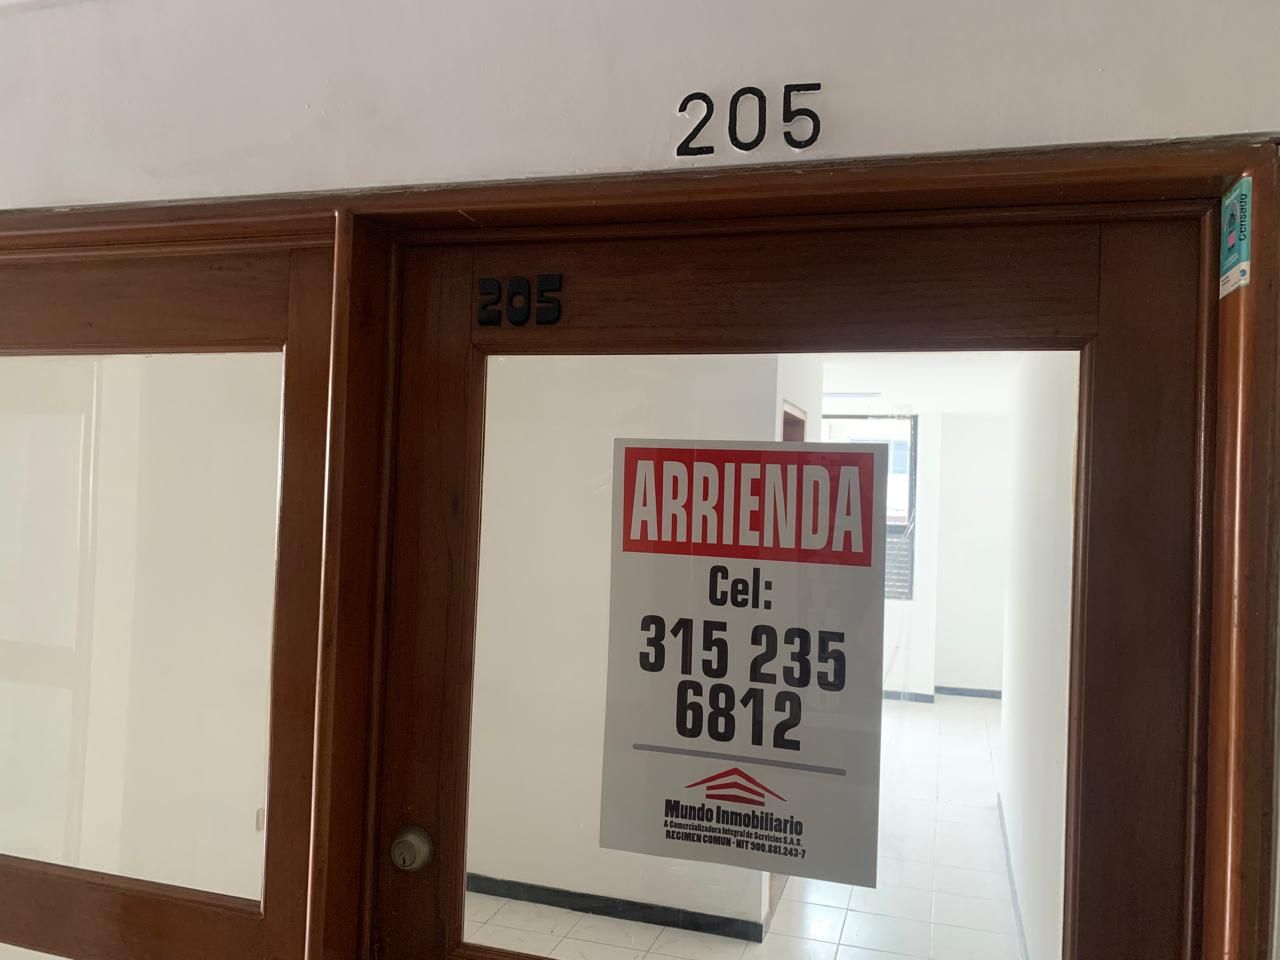 205
205
Censado
ARRIENDA
Cel:
315 235
6812
Mundo Inmobiliario
& Comercializadora Integral de Servicios S.A.S.
REGIMEN COMUN - NIT 900.881.243-7